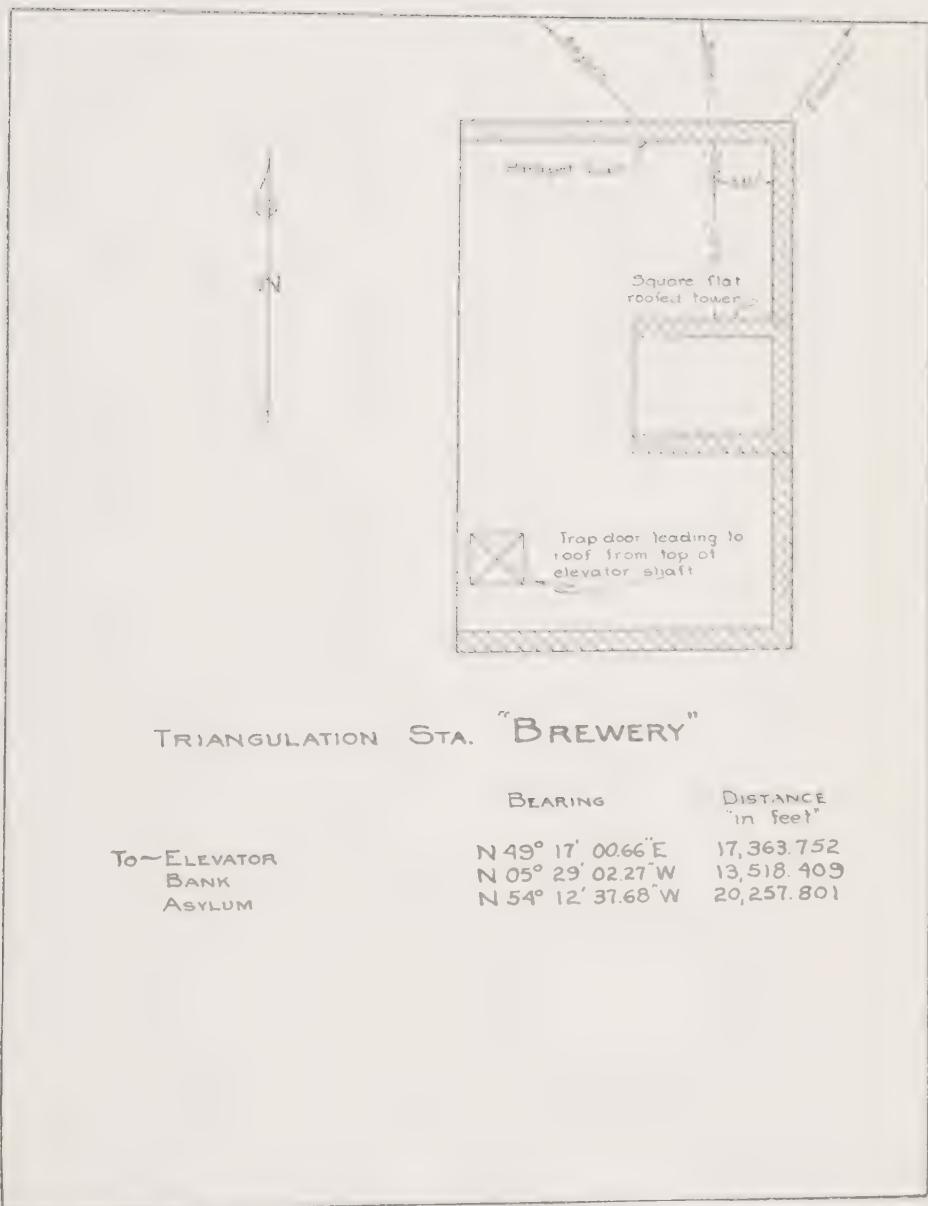 N
Square flat
roofed tower
Trap door leading to
roof from top of
elevator shaft
TRIANGULATION STA. "BREWERY"
BEARING DISTANCE
"in feet"
To~ELEVATOR N 49° 17' 00.66" E 17,363.752
BANK N 05° 29' 02.27" W 13,518.409
ASYLUM N 54° 12' 37.68" W 20,257.801